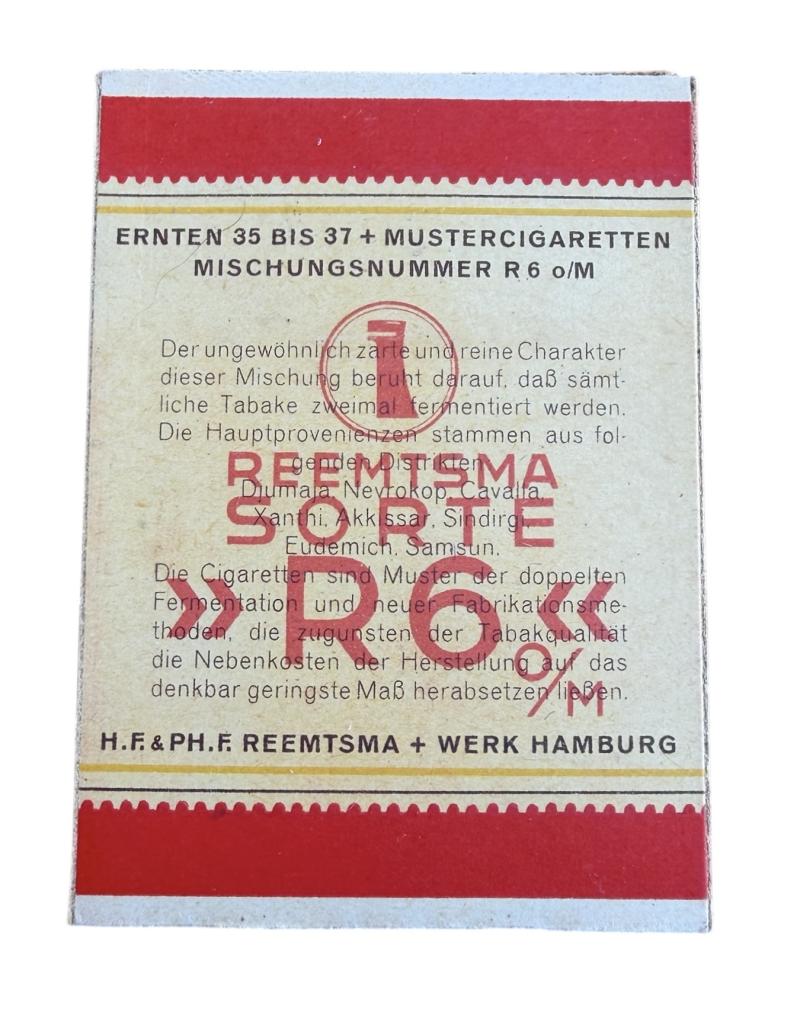 ERNTEN 35 BIS 37 + MUSTERCIGARETTEN
MISCHUNGSNUMMER R 6 o/M
Der ungewöhnlich zarte und reine Charakter
dieser Mischung beruht darauf, daß sämt-
liche Tabake zweimal fermentiert werden.
Die Hauptprovenienzen stammen aus fol-
genden Distrikten:
Djumaja, Nevrokop, Cavalla,
Xanthi, Akkissar, Sindirgi,
Eudemich, Samsun.
Die Cigaretten sind Muster der doppelten
Fermentation und neuer Fabrikationsme-
thoden, die zugunsten der Tabakqualität
die Nebenkosten der Herstellung auf das
denkbar geringste Maß herabsetzen ließen.
REEMTSMA
SORTE
» R6 «
O/M
H.F. & PH.F. REEMTSMA + WERK HAMBURG